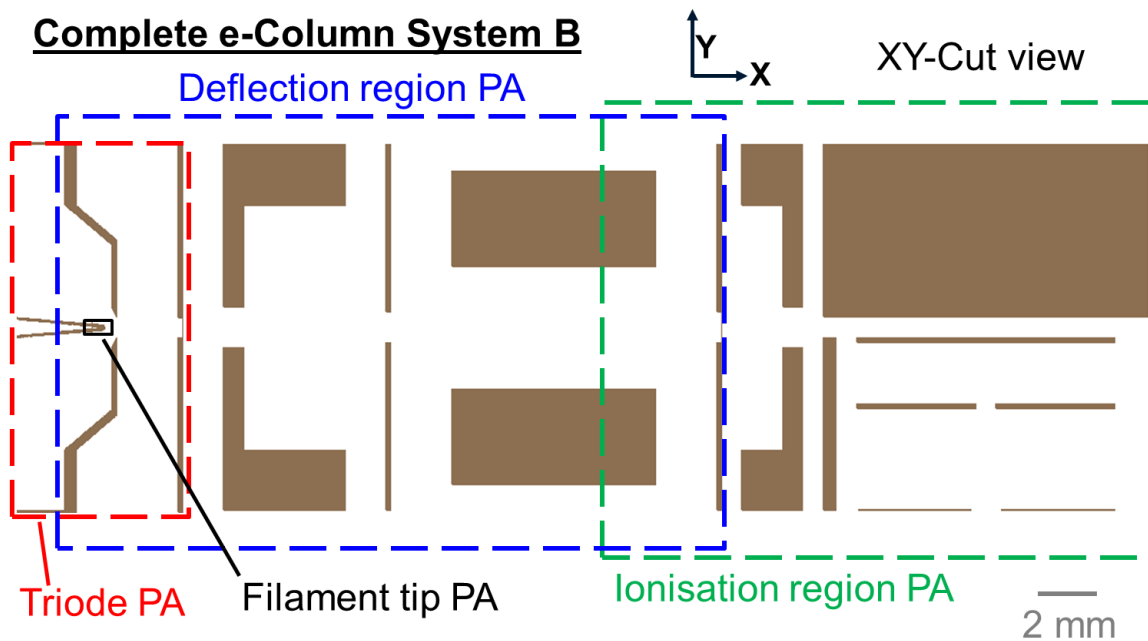 Complete e-Column System B
Y
X
XY-Cut view
Deflection region PA
Triode PA
Filament tip PA
Ionisation region PA
2 mm